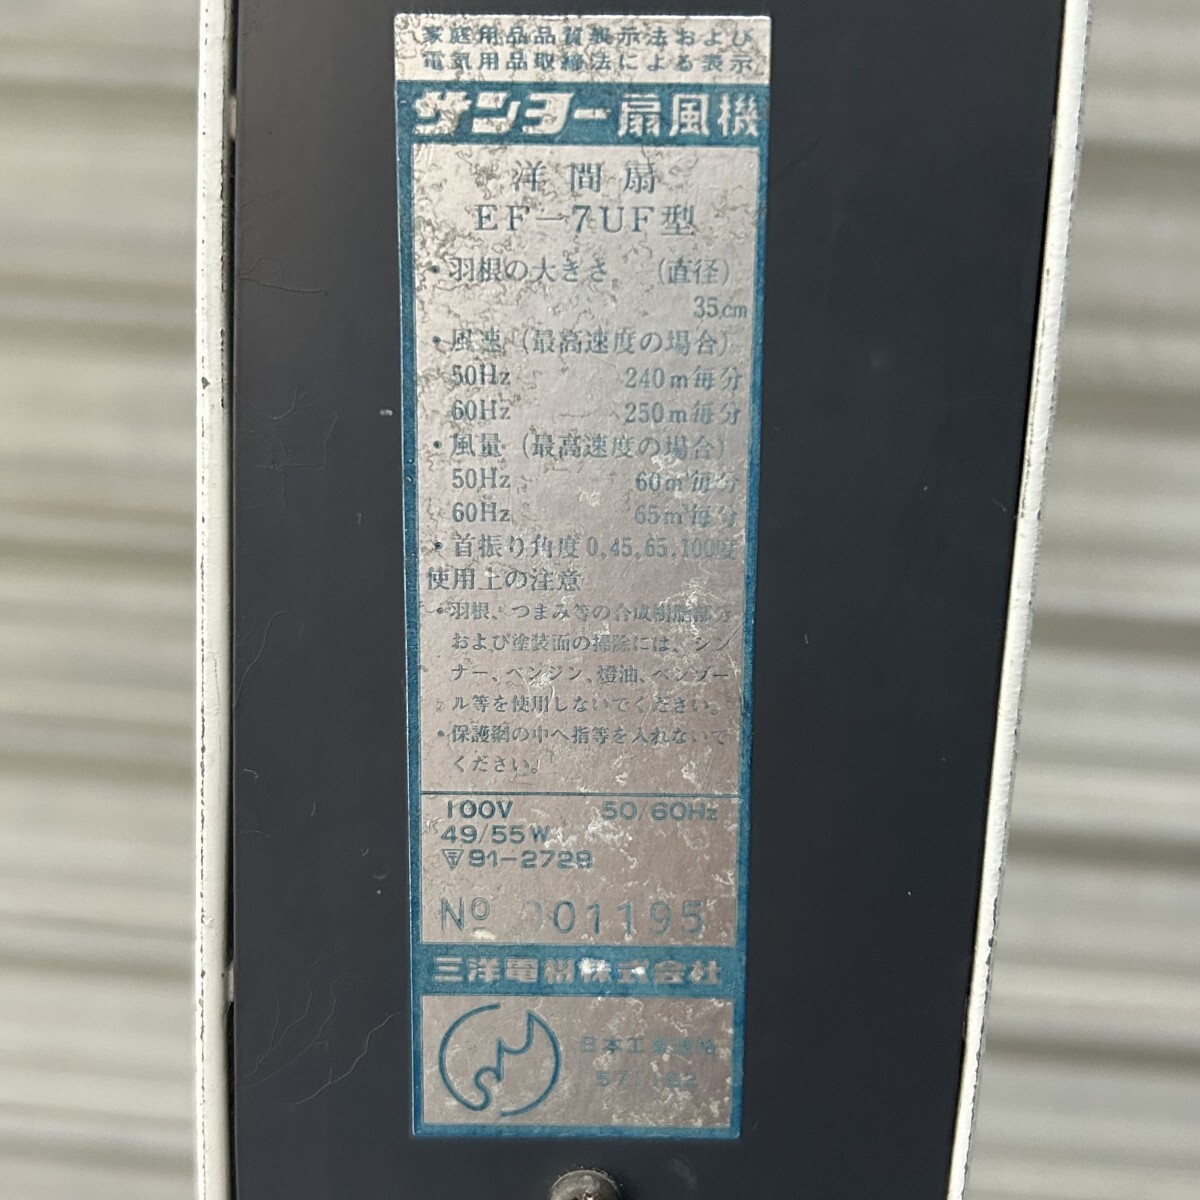 家庭用品品質表示法および
電気用品取締法による表示
サンヨー扇風機
洋間扇
EF-7UF型
・羽根の大きさ (直径)
35cm
・風速(最高速度の場合)
50Hz 240m毎分
60Hz 250m毎分
・風量(最高速度の場合)
50Hz 60m³毎分
60Hz 65m³毎分
・首振り角度0,45,65,100度
使用上の注意
・羽根、つまみ等の合成樹脂部分
および塗装面の掃除には、シン
ナー、ベンジン、燈油、ベンゾー
ル等を使用しないでください。
・保護網の中へ指等を入れないで
ください。
100V 50/60Hz
49/55W
91-2729
No 001195
三洋電機株式会社
日本工業規格